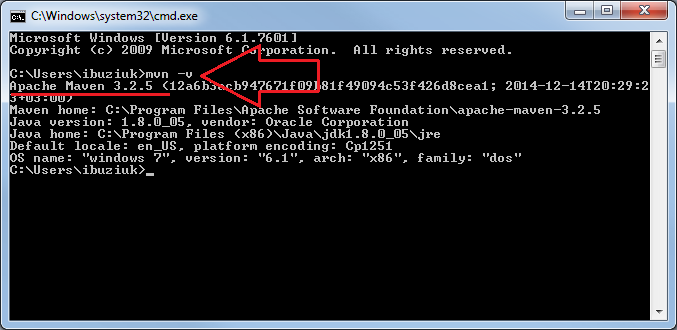 C:\Windows\system32\cmd.exe
Microsoft Windows [Version 6.1.7601]
Copyright (c) 2009 Microsoft Corporation.  All rights reserved.
C:\Users\ibuziuk>mvn -v
Apache Maven 3.2.5 (12a6b3acb947671f09b81f49094c53f426d8cea1; 2014-12-14T20:29:2
3+03:00)
Maven home: C:\Program Files\Apache Software Foundation\apache-maven-3.2.5
Java version: 1.8.0_05, vendor: Oracle Corporation
Java home: C:\Program Files (x86)\Java\jdk1.8.0_05\jre
Default locale: en_US, platform encoding: Cp1251
OS name: "windows 7", version: "6.1", arch: "x86", family: "dos"
C:\Users\ibuziuk>_